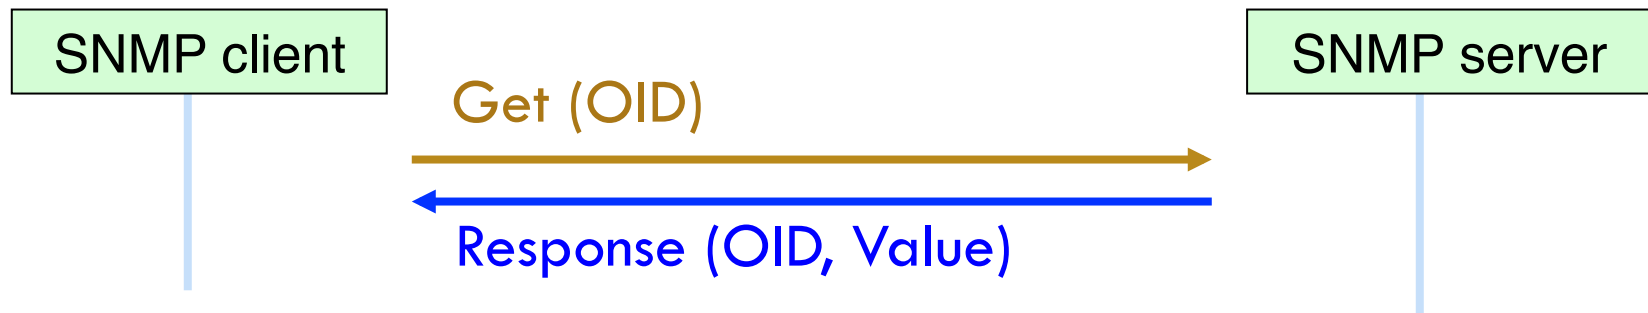 SNMP client
SNMP server
Get (OID)
Response (OID, Value)